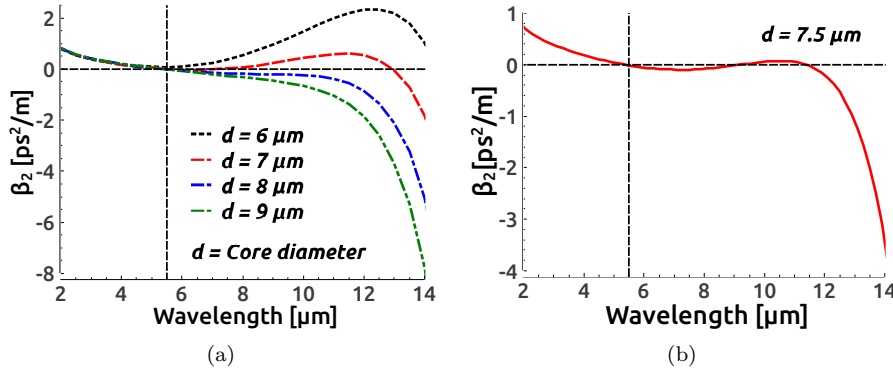 β₂ [ps²/m]
2
0
-2
-4
-6
-8
d = 6 µm
d = 7 µm
d = 8 µm
d = 9 µm
d = Core diameter
2 4 6 8 10 12 14
Wavelength [µm]
(a)
β₂ [ps²/m]
1
0
-1
-2
-3
-4
d = 7.5 µm
2 4 6 8 10 12 14
Wavelength [µm]
(b)